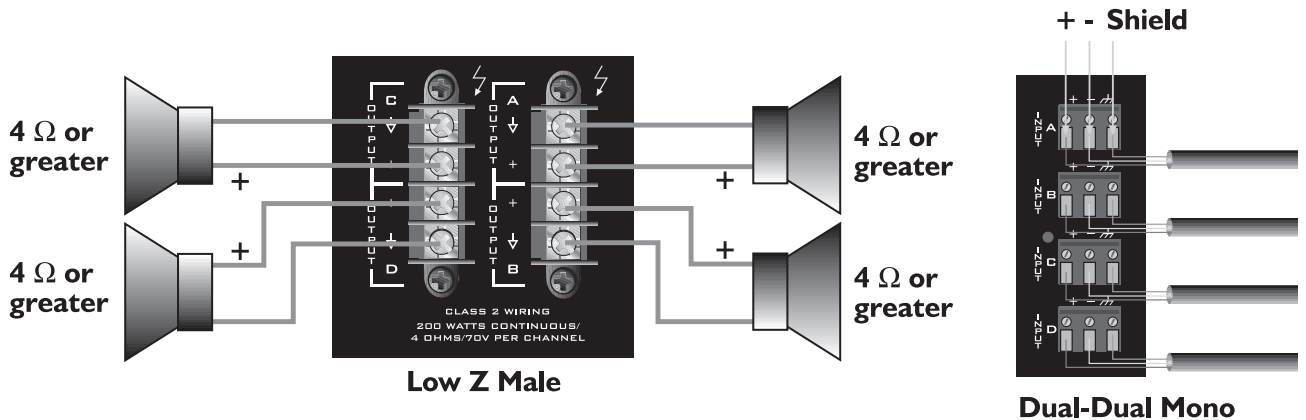 + - Shield
4 Ω or
greater
4 Ω or
greater
+
+
C
OUTPUT
+
+
OUTPUT
D
A
OUTPUT
+
+
OUTPUT
B
CLASS 2 WIRING
200 WATTS CONTINUOUS/
4 OHMS/70V PER CHANNEL
Low Z Male
+
+
4 Ω or
greater
4 Ω or
greater
+ -
INPUT A
+ -
INPUT B
+ -
INPUT C
+ -
INPUT D
Dual-Dual Mono